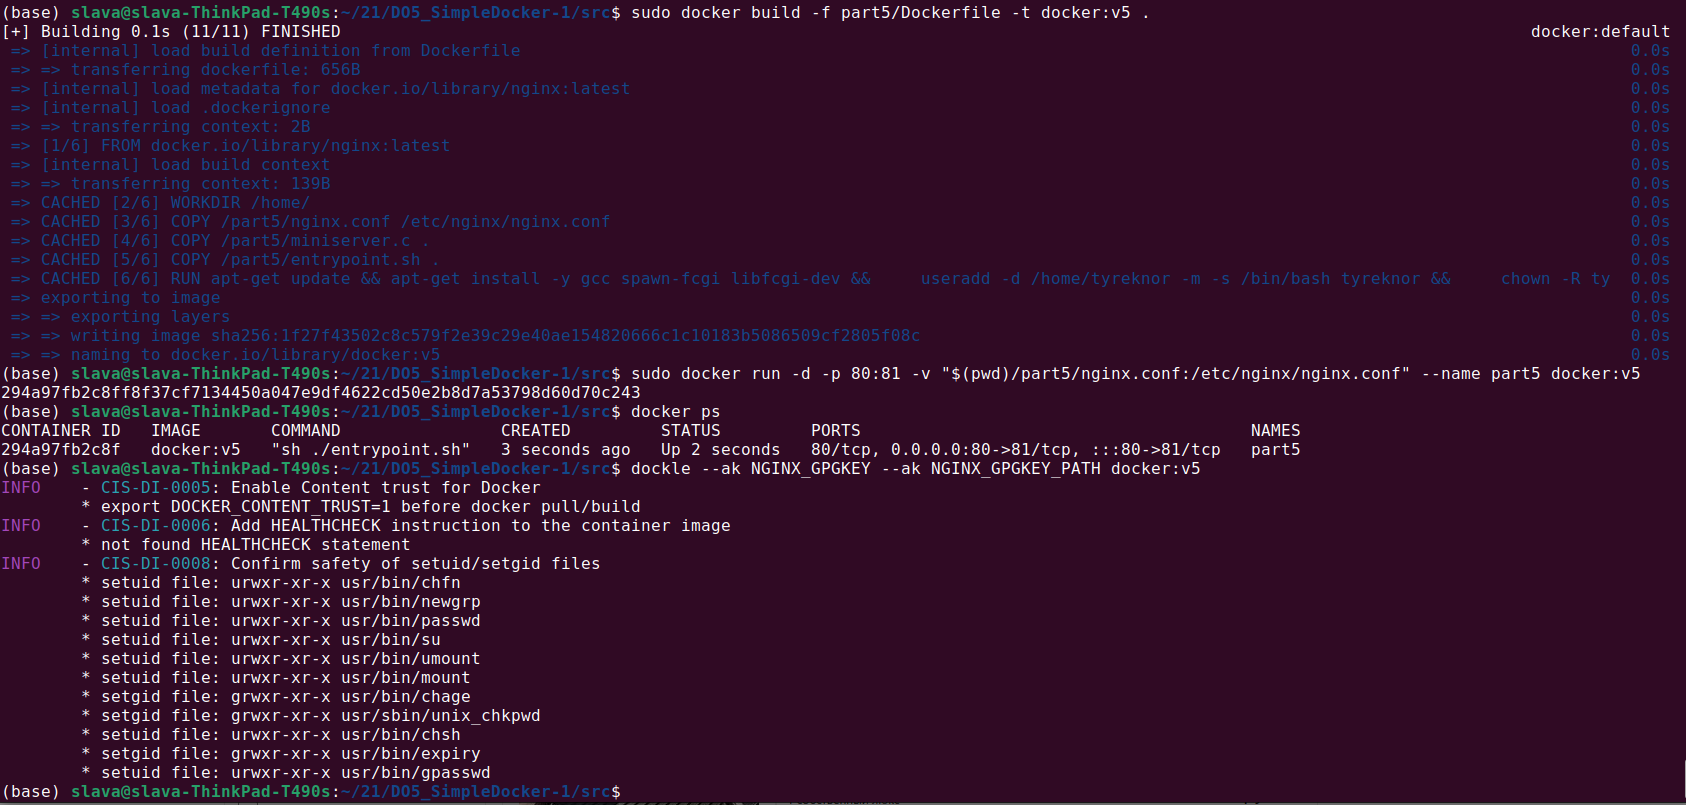 (base) slava@slava-ThinkPad-T490s:~/21/DO5_SimpleDocker-1/src$ sudo docker build -f part5/Dockerfile -t docker:v5 .
[+] Building 0.1s (11/11) FINISHED docker:default
=> [internal] load build definition from Dockerfile 0.0s
=> => transferring dockerfile: 656B 0.0s
=> [internal] load metadata for docker.io/library/nginx:latest 0.0s
=> [internal] load .dockerignore 0.0s
=> => transferring context: 2B 0.0s
=> [1/6] FROM docker.io/library/nginx:latest 0.0s
=> [internal] load build context 0.0s
=> => transferring context: 139B 0.0s
=> CACHED [2/6] WORKDIR /home/ 0.0s
=> CACHED [3/6] COPY /part5/nginx.conf /etc/nginx/nginx.conf 0.0s
=> CACHED [4/6] COPY /part5/miniserver.c . 0.0s
=> CACHED [5/6] COPY /part5/entrypoint.sh . 0.0s
=> CACHED [6/6] RUN apt-get update && apt-get install -y gcc spawn-fcgi libfcgi-dev && useradd -d /home/tyreknor -m -s /bin/bash tyreknor && chown -R ty 0.0s
=> exporting to image 0.0s
=> => exporting layers 0.0s
=> => writing image sha256:1f27f43502c8c579f2e39c29e40ae154820666c1c10183b5086509cf2805f08c 0.0s
=> => naming to docker.io/library/docker:v5 0.0s
(base) slava@slava-ThinkPad-T490s:~/21/DO5_SimpleDocker-1/src$ sudo docker run -d -p 80:81 -v "$(pwd)/part5/nginx.conf:/etc/nginx/nginx.conf" --name part5 docker:v5
294a97fb2c8ff8f37cf7134450a047e9df4622cd50e2b8d7a53798d60d70c243
(base) slava@slava-ThinkPad-T490s:~/21/DO5_SimpleDocker-1/src$ docker ps
CONTAINER ID IMAGE COMMAND CREATED STATUS PORTS NAMES
294a97fb2c8f docker:v5 "sh ./entrypoint.sh" 3 seconds ago Up 2 seconds 80/tcp, 0.0.0.0:80->81/tcp, :::80->81/tcp part5
(base) slava@slava-ThinkPad-T490s:~/21/DO5_SimpleDocker-1/src$ dockle --ak NGINX_GPGKEY --ak NGINX_GPGKEY_PATH docker:v5
INFO - CIS-DI-0005: Enable Content trust for Docker
* export DOCKER_CONTENT_TRUST=1 before docker pull/build
INFO - CIS-DI-0006: Add HEALTHCHECK instruction to the container image
* not found HEALTHCHECK statement
INFO - CIS-DI-0008: Confirm safety of setuid/setgid files
* setuid file: urwxr-xr-x usr/bin/chfn
* setuid file: urwxr-xr-x usr/bin/newgrp
* setuid file: urwxr-xr-x usr/bin/passwd
* setuid file: urwxr-xr-x usr/bin/su
* setuid file: urwxr-xr-x usr/bin/umount
* setuid file: urwxr-xr-x usr/bin/mount
* setgid file: grwxr-xr-x usr/bin/chage
* setgid file: grwxr-xr-x usr/sbin/unix_chkpwd
* setuid file: urwxr-xr-x usr/bin/chsh
* setgid file: grwxr-xr-x usr/bin/expiry
* setuid file: urwxr-xr-x usr/bin/gpasswd
(base) slava@slava-ThinkPad-T490s:~/21/DO5_SimpleDocker-1/src$